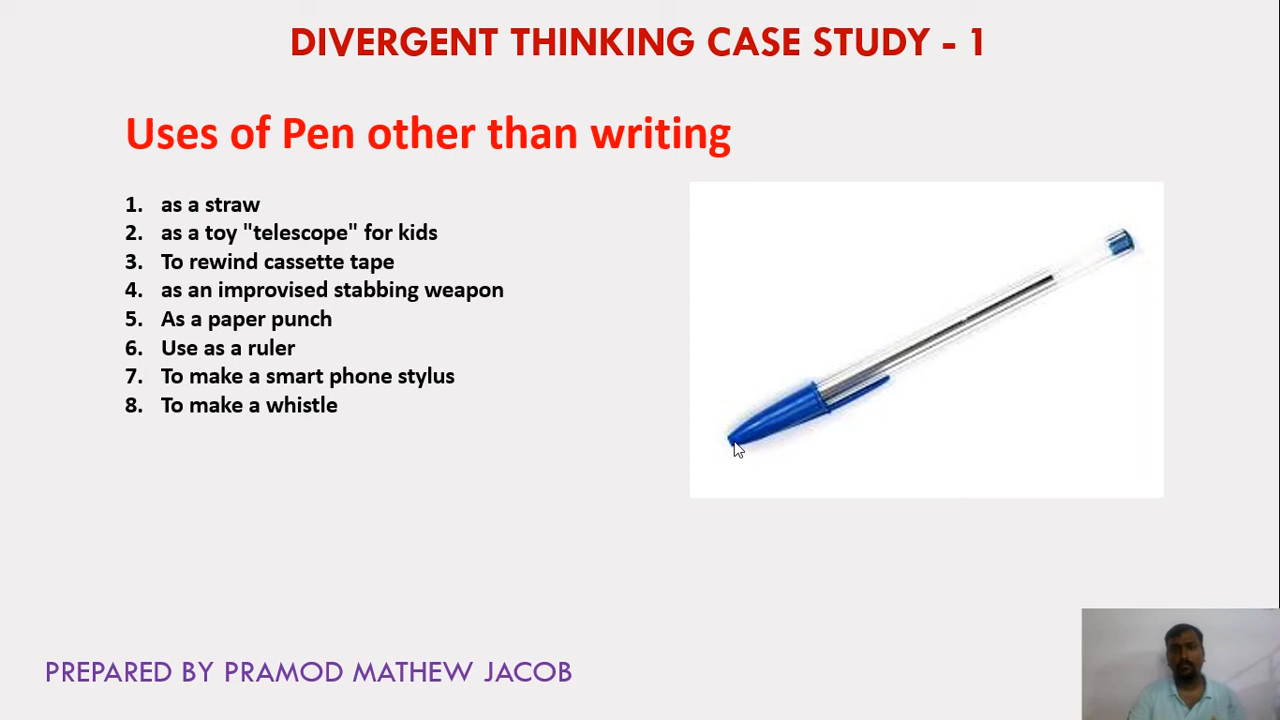 DIVERGENT THINKING CASE STUDY - 1
Uses of Pen other than writing
1. as a straw
2. as a toy "telescope" for kids
3. To rewind cassette tape
4. as an improvised stabbing weapon
5. As a paper punch
6. Use as a ruler
7. To make a smart phone stylus
8. To make a whistle
PREPARED BY PRAMOD MATHEW JACOB